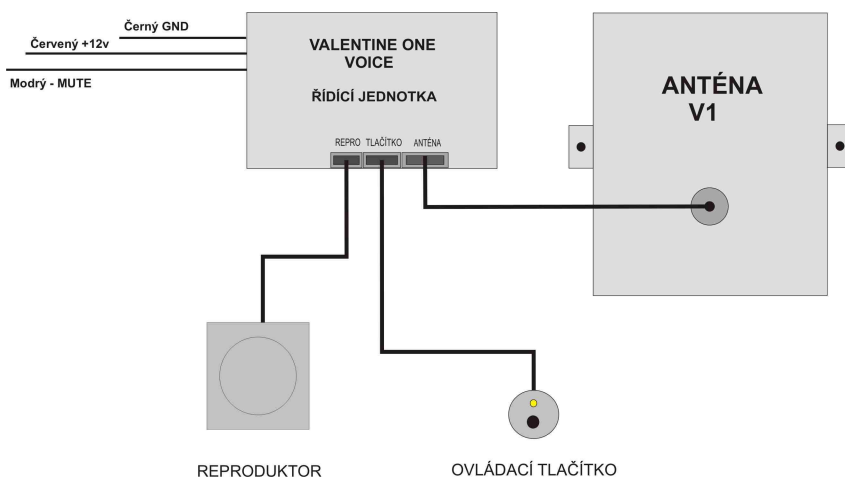 Černý GND
Červený +12v
Modrý - MUTE
VALENTINE ONE
VOICE
ŘÍDÍCÍ JEDNOTKA
REPRO TLAČÍTKO ANTÉNA
ANTÉNA
V1
REPRODUKTOR
OVLÁDACÍ TLAČÍTKO